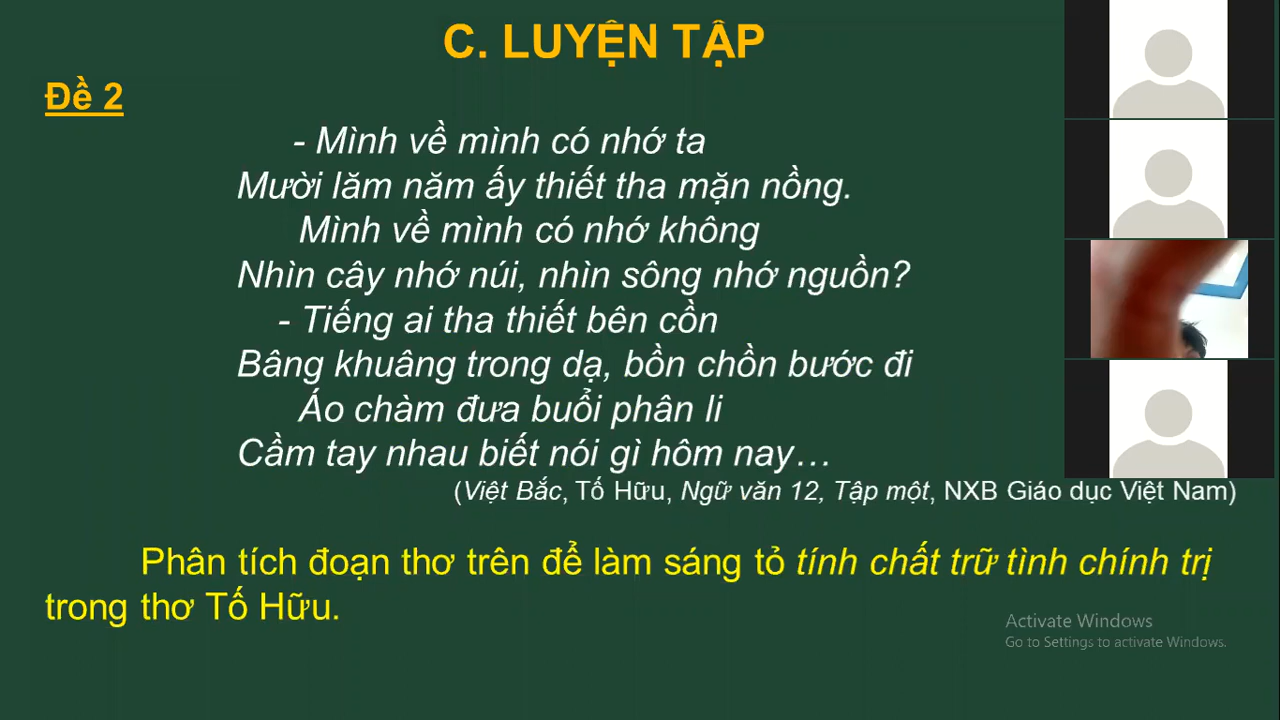 C. LUYỆN TẬP
Đề 2
- Mình về mình có nhớ ta
Mười lăm năm ấy thiết tha mặn nồng.
Mình về mình có nhớ không
Nhìn cây nhớ núi, nhìn sông nhớ nguồn?
- Tiếng ai tha thiết bên cồn
Bâng khuâng trong dạ, bồn chồn bước đi
Áo chàm đưa buổi phân li
Cầm tay nhau biết nói gì hôm nay…
(Việt Bắc, Tố Hữu, Ngữ văn 12, Tập một, NXB Giáo dục Việt Nam)
Phân tích đoạn thơ trên để làm sáng tỏ tính chất trữ tình chính trị
trong thơ Tố Hữu.
Activate Windows
Go to Settings to activate Windows.